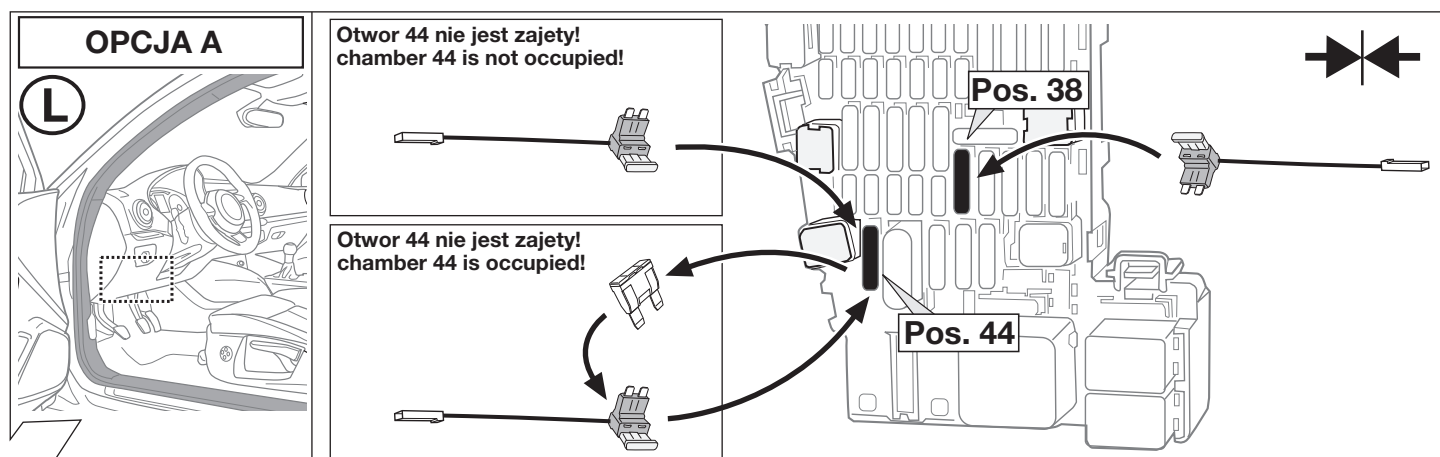 OPCJA A
L
Otwor 44 nie jest zajety!
chamber 44 is not occupied!
Otwor 44 nie jest zajety!
chamber 44 is occupied!
Pos. 38
Pos. 44